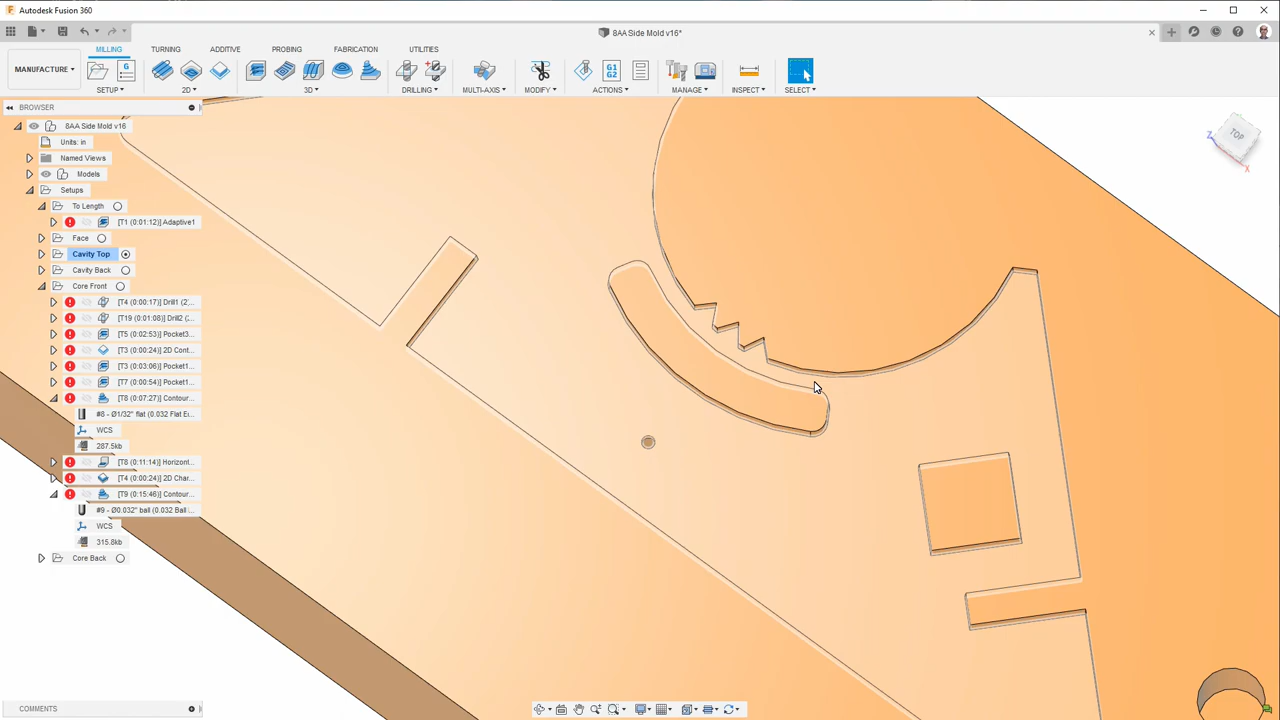 Autodesk Fusion 360
8AA Side Mold v16*
MILLING TURNING ADDITIVE PROBING FABRICATION UTILITIES
MANUFACTURE
SETUP 2D 3D DRILLING MULTI-AXIS MODIFY ACTIONS MANAGE INSPECT SELECT
G1
G2
BROWSER
8AA Side Mold v16
Units: in
Named Views
Models
Setups
To Length
[T1 (0:01:12)] Adaptive1
Face
Cavity Top
Cavity Back
Core Front
[T4 (0:00:17)] Drill1 (2)...
[T19 (0:01:08)] Drill2 (...
[T5 (0:02:53)] Pocket3...
[T3 (0:00:24)] 2D Cont...
[T3 (0:03:06)] Pocket1...
[T7 (0:00:54)] Pocket1...
[T8 (0:07:27)] Contour...
#8 - Ø1/32" flat (0.032 Flat E...
WCS
287.5kb
[T8 (0:11:14)] Horizont...
[T4 (0:00:24)] 2D Cha...
[T9 (0:15:46)] Contour...
#9 - Ø0.032" ball (0.032 Ball ...
WCS
315.8kb
Core Back
TOP
Z
X
COMMENTS